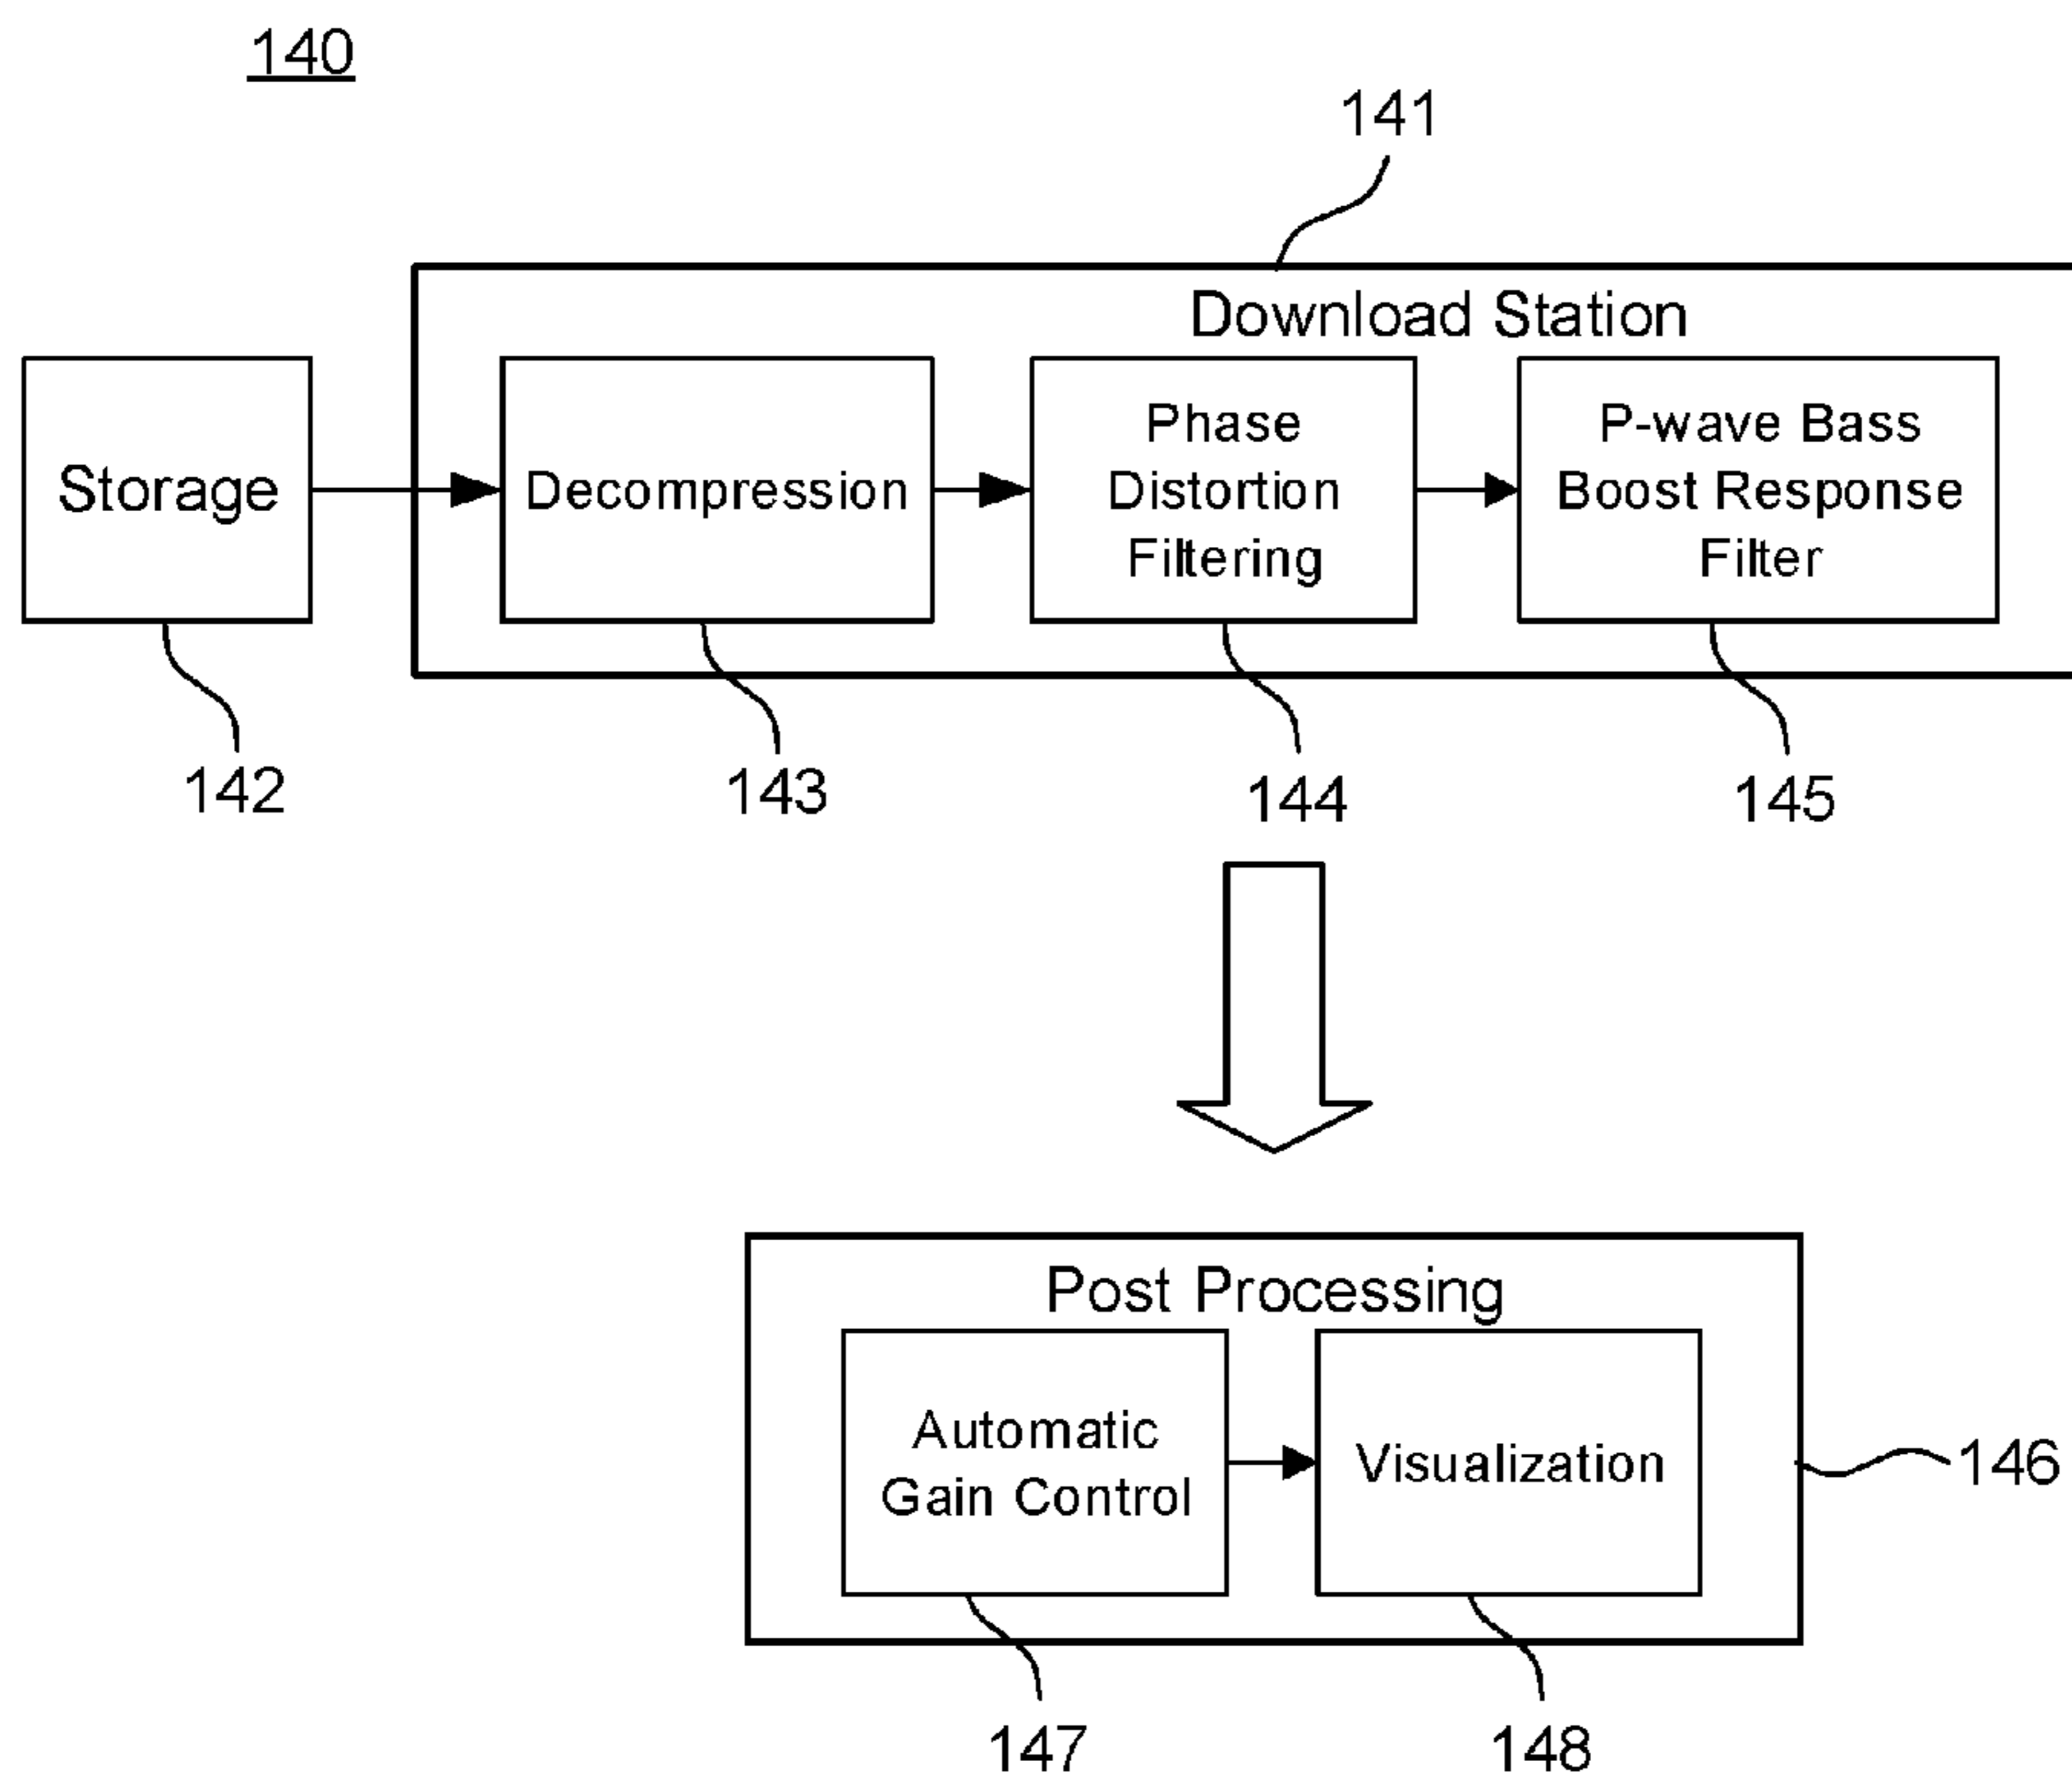 140
141
Download Station
Storage
Decompression
Phase
Distortion
Filtering
P-wave Bass
Boost Response
Filter
142
143
144
145
Post Processing
Automatic
Gain Control
Visualization
146
147
148